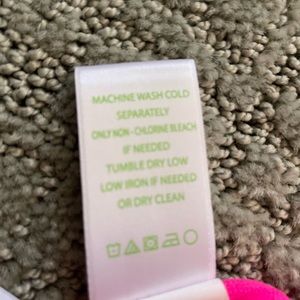 MACHINE WASH COLD
SEPARATELY
ONLY NON - CHLORINE BLEACH
IF NEEDED
TUMBLE DRY LOW
LOW IRON IF NEEDED
OR DRY CLEAN